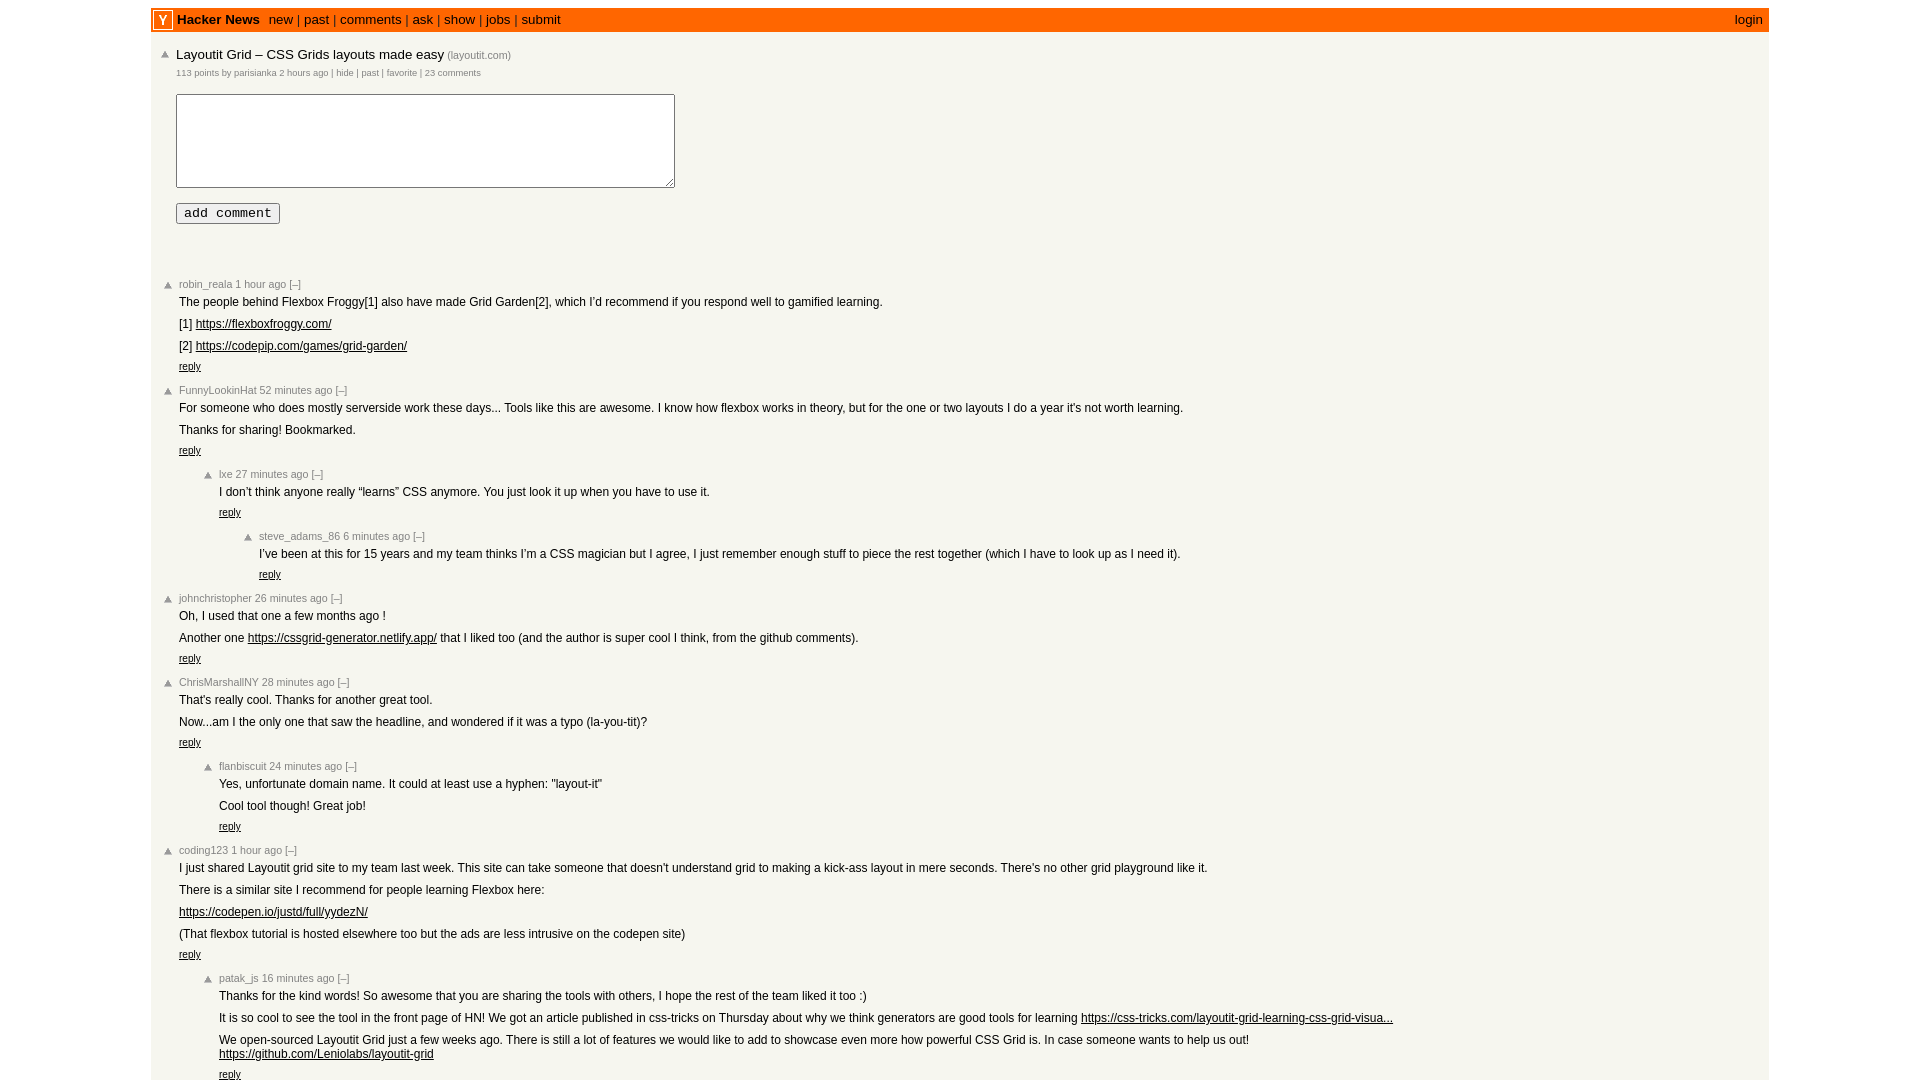 Y Hacker News new | past | comments | ask | show | jobs | submit login
Layoutit Grid – CSS Grids layouts made easy (layoutit.com)
113 points by parisianka 2 hours ago | hide | past | favorite | 23 comments
add comment
robin_reala 1 hour ago [–]
The people behind Flexbox Froggy[1] also have made Grid Garden[2], which I’d recommend if you respond well to gamified learning.
[1] https://flexboxfroggy.com/
[2] https://codepip.com/games/grid-garden/
reply
FunnyLookinHat 52 minutes ago [–]
For someone who does mostly serverside work these days... Tools like this are awesome. I know how flexbox works in theory, but for the one or two layouts I do a year it's not worth learning.
Thanks for sharing! Bookmarked.
reply
lxe 27 minutes ago [–]
I don’t think anyone really “learns” CSS anymore. You just look it up when you have to use it.
reply
steve_adams_86 6 minutes ago [–]
I’ve been at this for 15 years and my team thinks I’m a CSS magician but I agree, I just remember enough stuff to piece the rest together (which I have to look up as I need it).
reply
johnchristopher 26 minutes ago [–]
Oh, I used that one a few months ago !
Another one https://cssgrid-generator.netlify.app/ that I liked too (and the author is super cool I think, from the github comments).
reply
ChrisMarshallNY 28 minutes ago [–]
That's really cool. Thanks for another great tool.
Now...am I the only one that saw the headline, and wondered if it was a typo (la-you-tit)?
reply
flanbiscuit 24 minutes ago [–]
Yes, unfortunate domain name. It could at least use a hyphen: "layout-it"
Cool tool though! Great job!
reply
coding123 1 hour ago [–]
I just shared Layoutit grid site to my team last week. This site can take someone that doesn't understand grid to making a kick-ass layout in mere seconds. There's no other grid playground like it.
There is a similar site I recommend for people learning Flexbox here:
https://codepen.io/justd/full/yydezN/
(That flexbox tutorial is hosted elsewhere too but the ads are less intrusive on the codepen site)
reply
patak_js 16 minutes ago [–]
Thanks for the kind words! So awesome that you are sharing the tools with others, I hope the rest of the team liked it too :)
It is so cool to see the tool in the front page of HN! We got an article published in css-tricks on Thursday about why we think generators are good tools for learning https://css-tricks.com/layoutit-grid-learning-css-grid-visua...
We open-sourced Layoutit Grid just a few weeks ago. There is still a lot of features we would like to add to showcase even more how powerful CSS Grid is. In case someone wants to help us out!
https://github.com/Leniolabs/layoutit-grid
reply